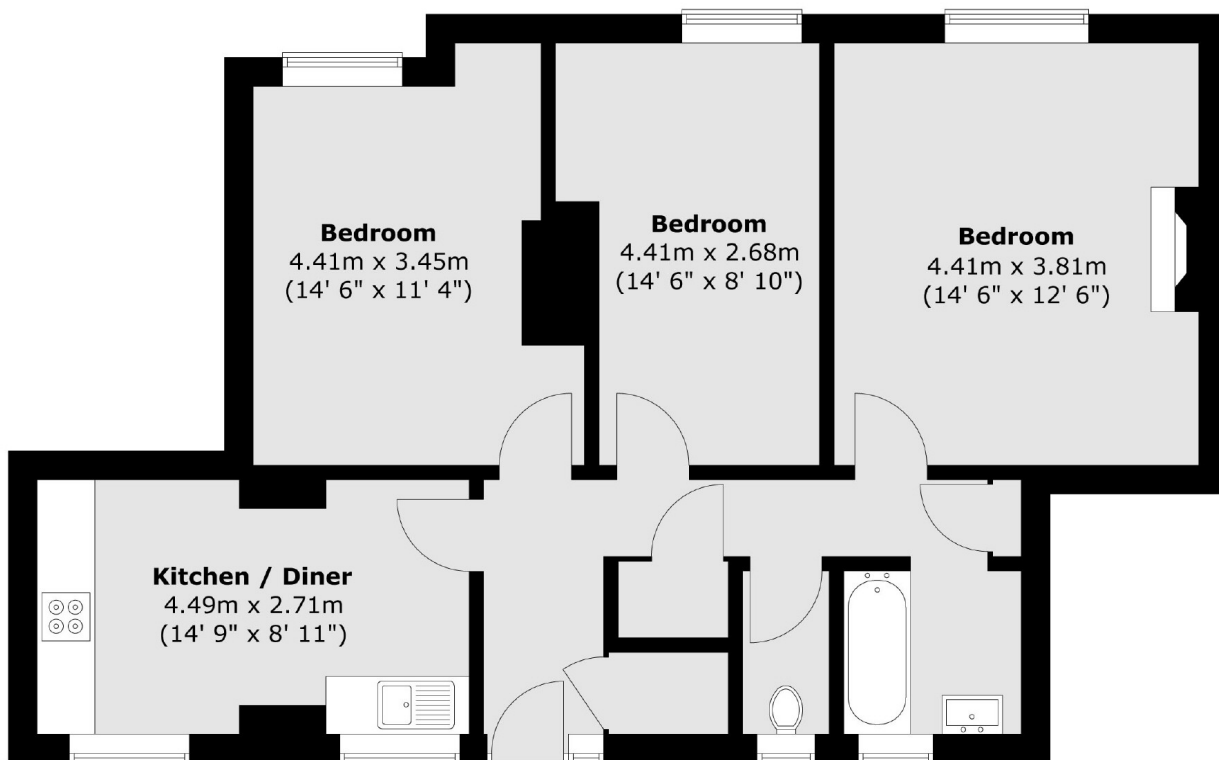 Bedroom
4.41m x 3.45m
(14' 6" x 11' 4")
Bedroom
4.41m x 2.68m
(14' 6" x 8' 10")
Bedroom
4.41m x 3.81m
(14' 6" x 12' 6")
Kitchen / Diner
4.49m x 2.71m
(14' 9" x 8' 11")